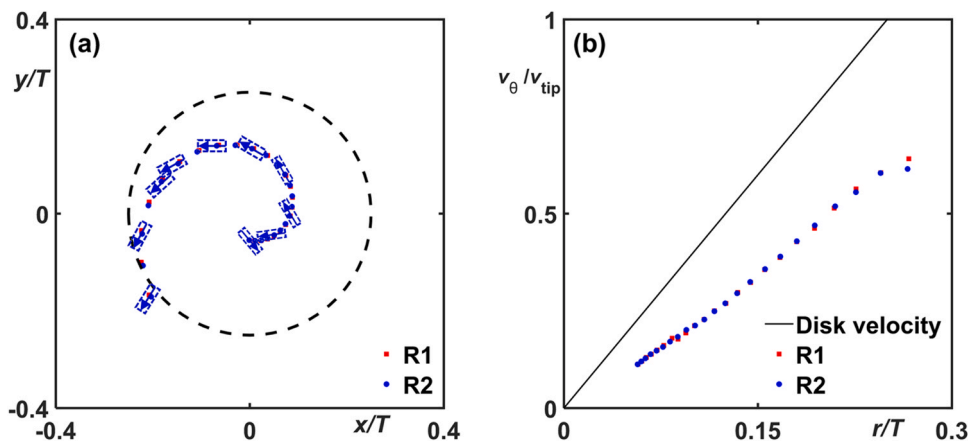 0.4
(a)
y/T
0
R1
R2
-0.4
-0.4
0
x/T
0.4
1
(b)
vθ/vtip
0.5
Disk velocity
R1
R2
0
0
0.15
r/T
0.3